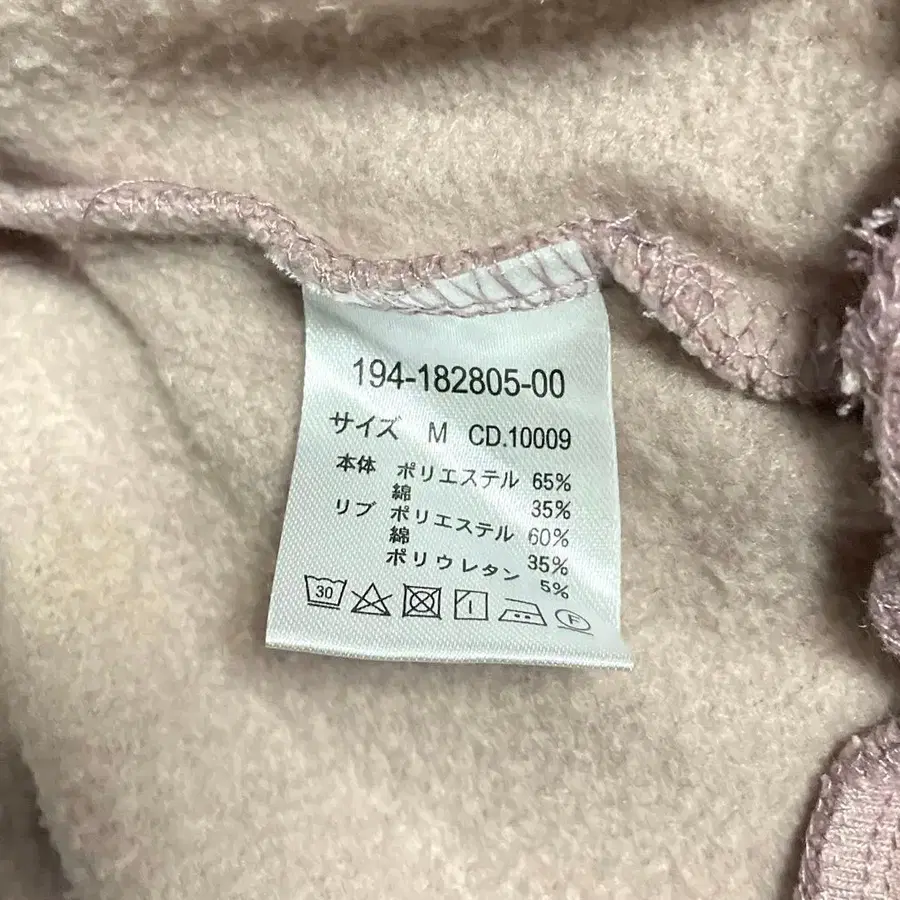 194-182805-00
サイズ M CD.10009
本体 ポリエステル 65%
綿 35%
リブ ポリエステル 60%
綿 35%
ポリウレタン 5%
30 F